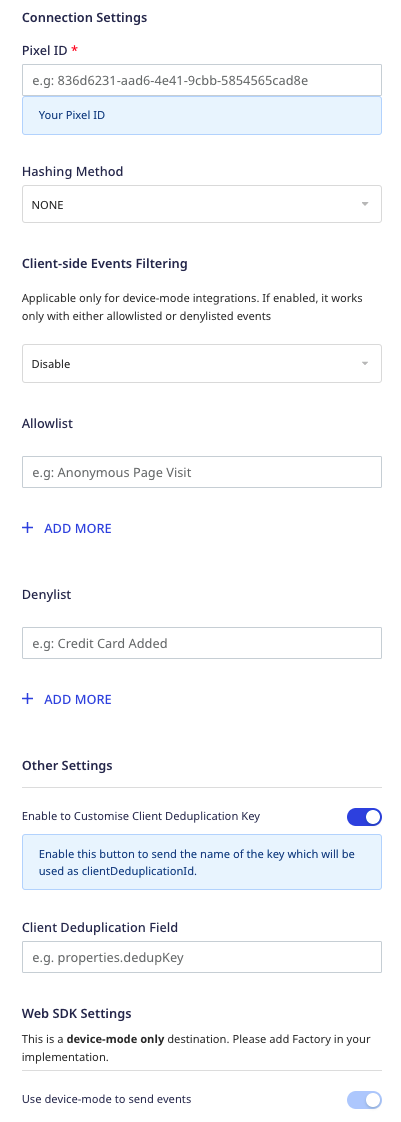 Connection Settings
Pixel ID *
e.g: 836d6231-aad6-4e41-9cbb-5854565cad8e
Your Pixel ID
Hashing Method
NONE
Client-side Events Filtering
Applicable only for device-mode integrations. If enabled, it works
only with either allowlisted or denylisted events
Disable
Allowlist
e.g: Anonymous Page Visit
+ ADD MORE
Denylist
e.g: Credit Card Added
+ ADD MORE
Other Settings
Enable to Customise Client Deduplication Key
Enable this button to send the name of the key which will be
used as clientDeduplicationId.
Client Deduplication Field
e.g. properties.dedupKey
Web SDK Settings
This is a device-mode only destination. Please add Factory in your
implementation.
Use device-mode to send events